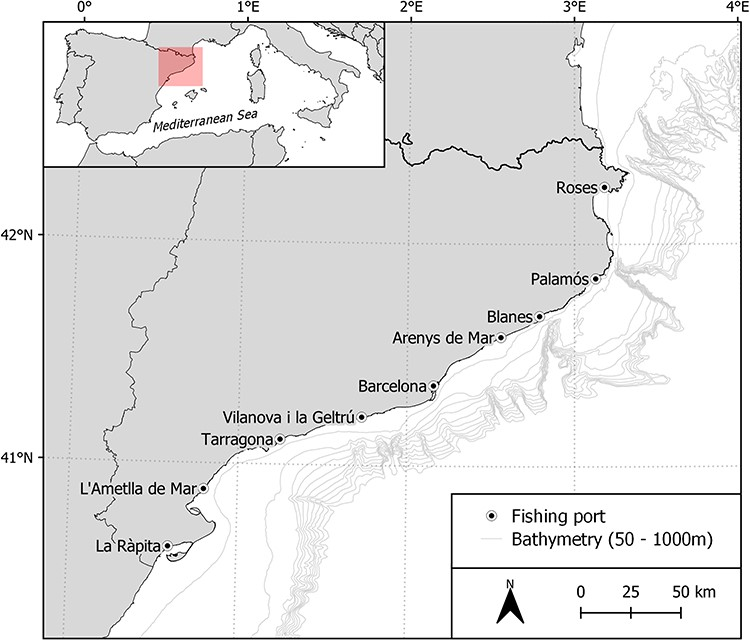 0° 1°E 2°E 3°E 4°E
Mediterranean Sea
Roses
42°N
Palamós
Blanes
Arenys de Mar
Barcelona
Vilanova i la Geltrú
Tarragona
41°N
L'Ametlla de Mar
La Ràpita
Fishing port
Bathymetry (50 - 1000m)
N
0 25 50 km